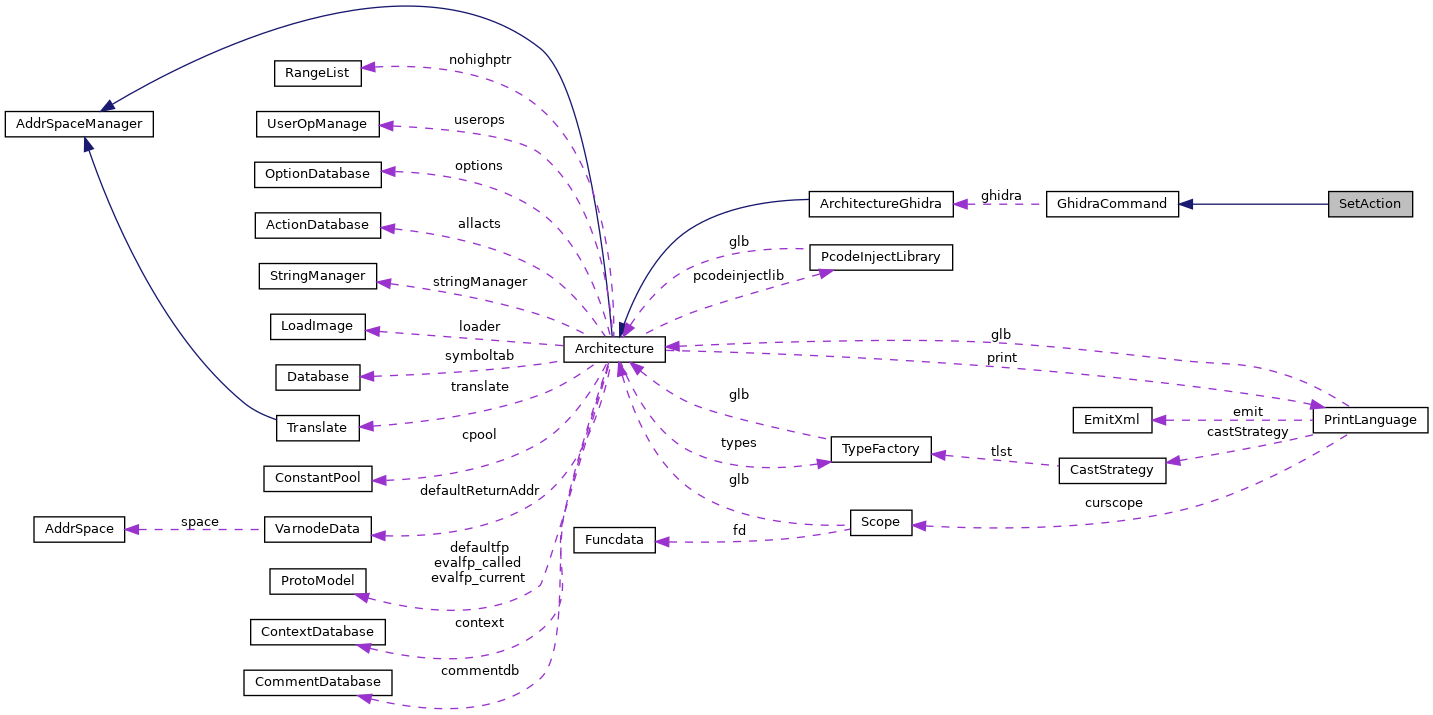 nohighptr
RangeList
AddrSpaceManager
UserOpManage
userops
OptionDatabase
options
ActionDatabase
allacts
StringManager
stringManager
LoadImage
loader
Database
symboltab
Translate
translate
ConstantPool
cpool
AddrSpace
space
VarnodeData
defaultReturnAddr
ProtoModel
defaultfp
evalfp_called
evalfp_current
ContextDatabase
context
CommentDatabase
commentdb
Architecture
Funcdata
fd
ArchitectureGhidra
ghidra
GhidraCommand
SetAction
glb
PcodeInjectLibrary
pcodeinjectlib
glb
print
PrintLanguage
EmitXml
emit
castStrategy
glb
types
TypeFactory
tlst
CastStrategy
glb
Scope
curscope